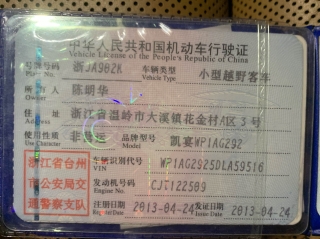 中华人民共和国机动车行驶证
Vehicle License of the People's Republic of China
号牌号码 浙JA982K 车辆类型 小型越野客车
Plate No. Vehicle Type
所有人 陈明华
Owner
住址 浙江省温岭市大溪镇花金村A区3号
Address
使用性质 非营运 品牌型号 凯宴WP1AG292
Use Character Model
浙江省台州 车辆识别代号 WP1AG2925DLA59516
VIN
市公安局交 发动机号码 CJT122509
Engine No.
通警察支队 注册日期 2013-04-24 发证日期 2013-04-24
Register Date Issue Date